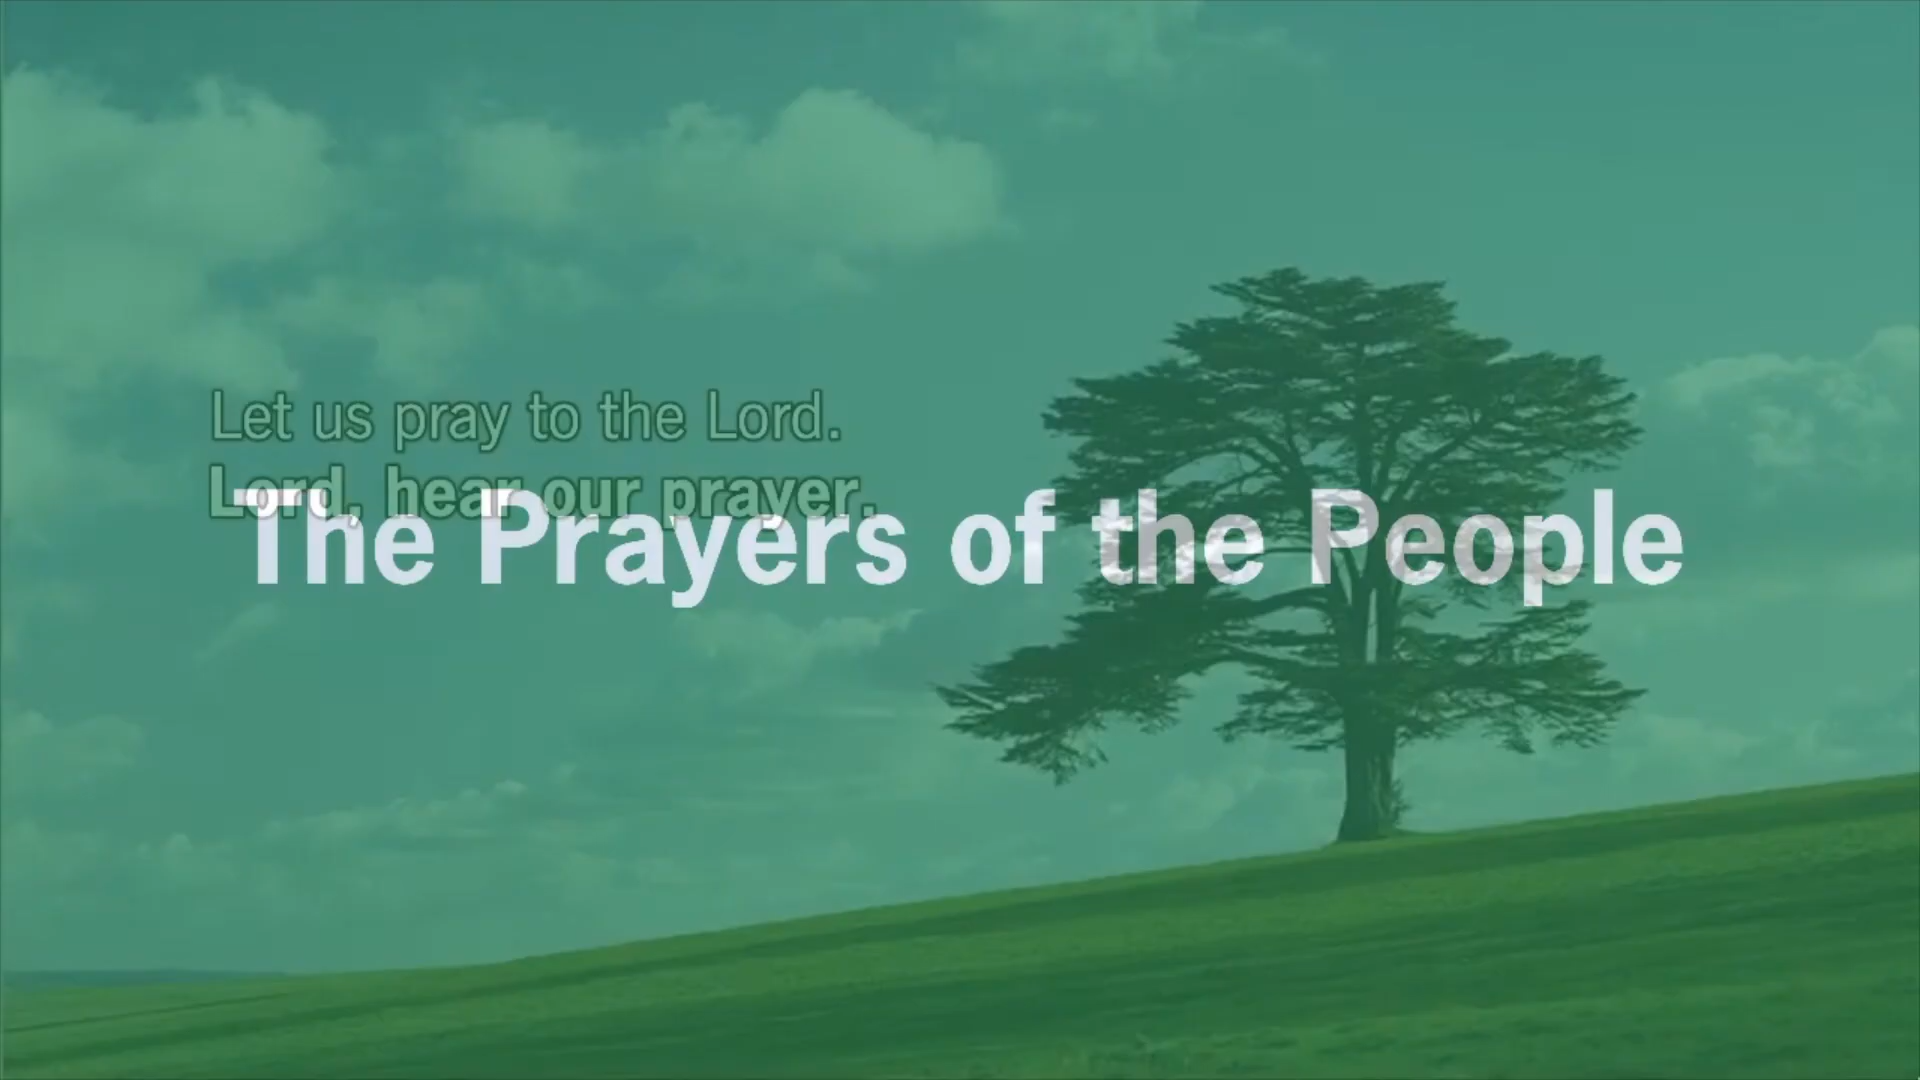 Let us pray to the Lord.
Lord, hear our prayer.
The Prayers of the People